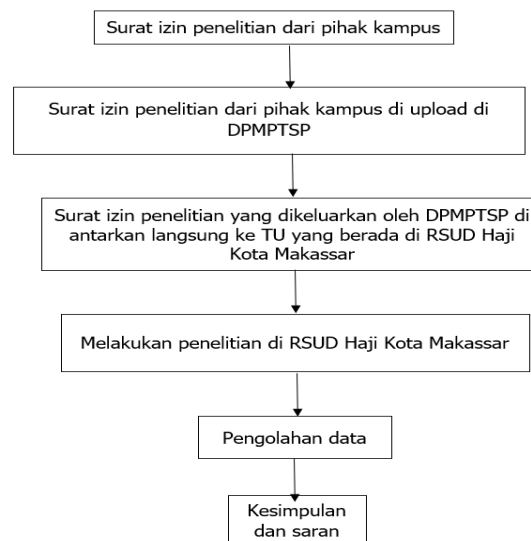 Surat izin penelitian dari pihak kampus
Surat izin penelitian dari pihak kampus di upload di
DPMPTSP
Surat izin penelitian yang dikeluarkan oleh DPMPTSP di
antarkan langsung ke TU yang berada di RSUD Haji
Kota Makassar
Melakukan penelitian di RSUD Haji Kota Makassar
Pengolahan data
Kesimpulan
dan saran